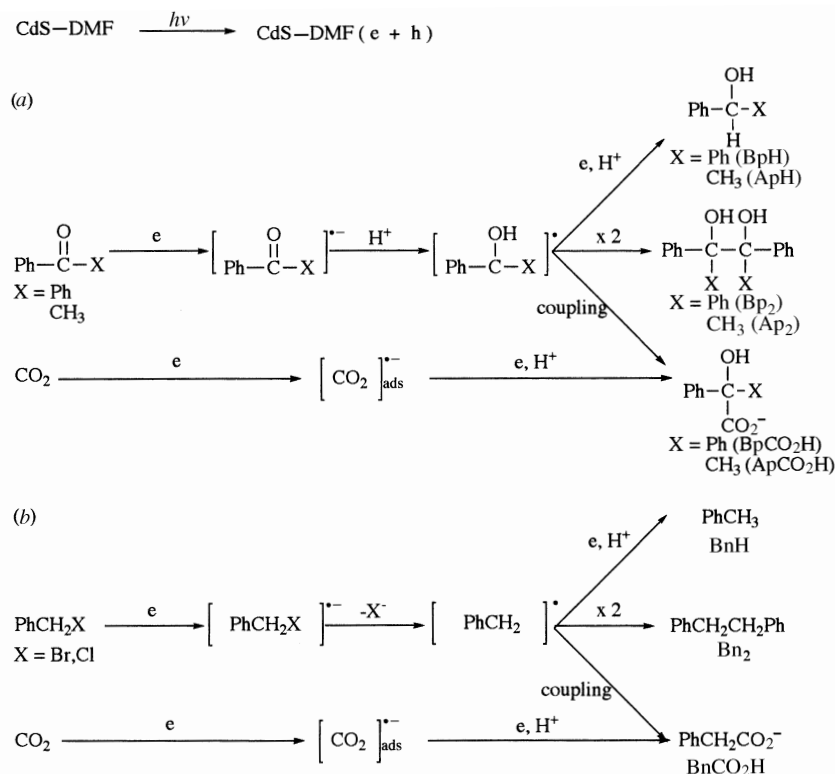 CdS—DMF hν CdS—DMF ( e + h )
(a)
OH
Ph—C—X
H
e, H⁺
X = Ph (BpH)
CH₃ (ApH)
O e O H⁺ OH x 2 OH OH
Ph—C—X [ Ph—C—X ]•− [ Ph—C—X ]• Ph—C—C—Ph
X = Ph
CH₃
X X
X = Ph (Bp₂)
CH₃ (Ap₂)
coupling
CO₂ e [ CO₂ ]•−ads e, H⁺
OH
Ph—C—X
CO₂⁻
X = Ph (BpCO₂H)
CH₃ (ApCO₂H)
(b)
PhCH₃
e, H⁺ BnH
PhCH₂X e [ PhCH₂X ]•− -X⁻ [ PhCH₂ ]• x 2 PhCH₂CH₂Ph
X = Br,Cl Bn₂
coupling
CO₂ e [ CO₂ ]•−ads e, H⁺ PhCH₂CO₂⁻
BnCO₂H